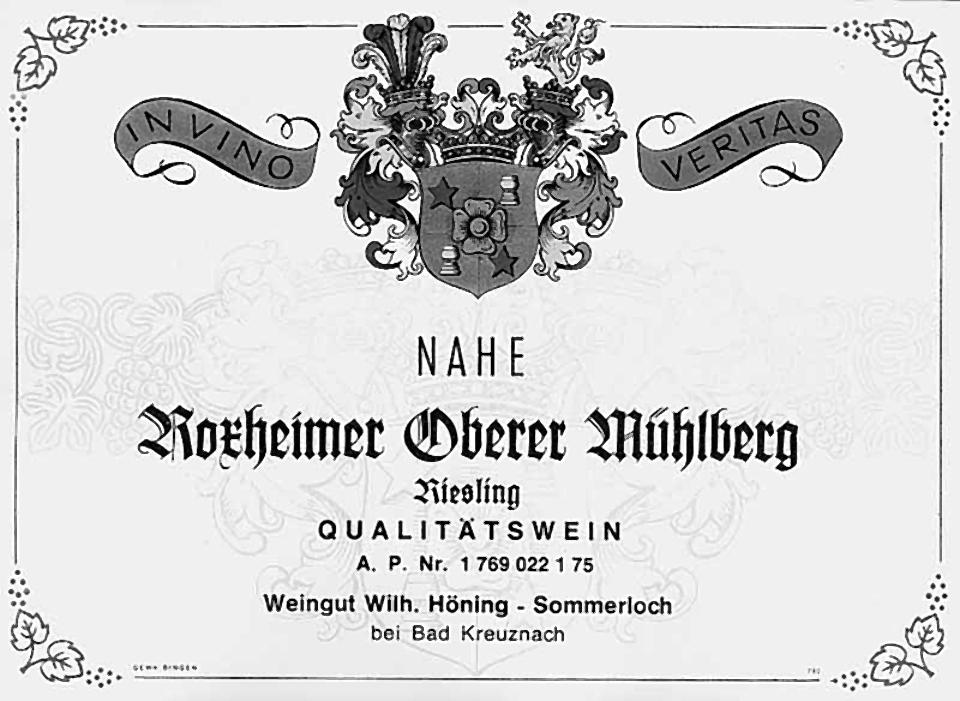 IN VINO
VERITAS
NAHE
Roxheimer Oberer Mühlberg
Riesling
QUALITÄTSWEIN
A. P. Nr. 1 769 022 1 75
Weingut Wilh. Höning - Sommerloch
bei Bad Kreuznach
GEWA BINGEN